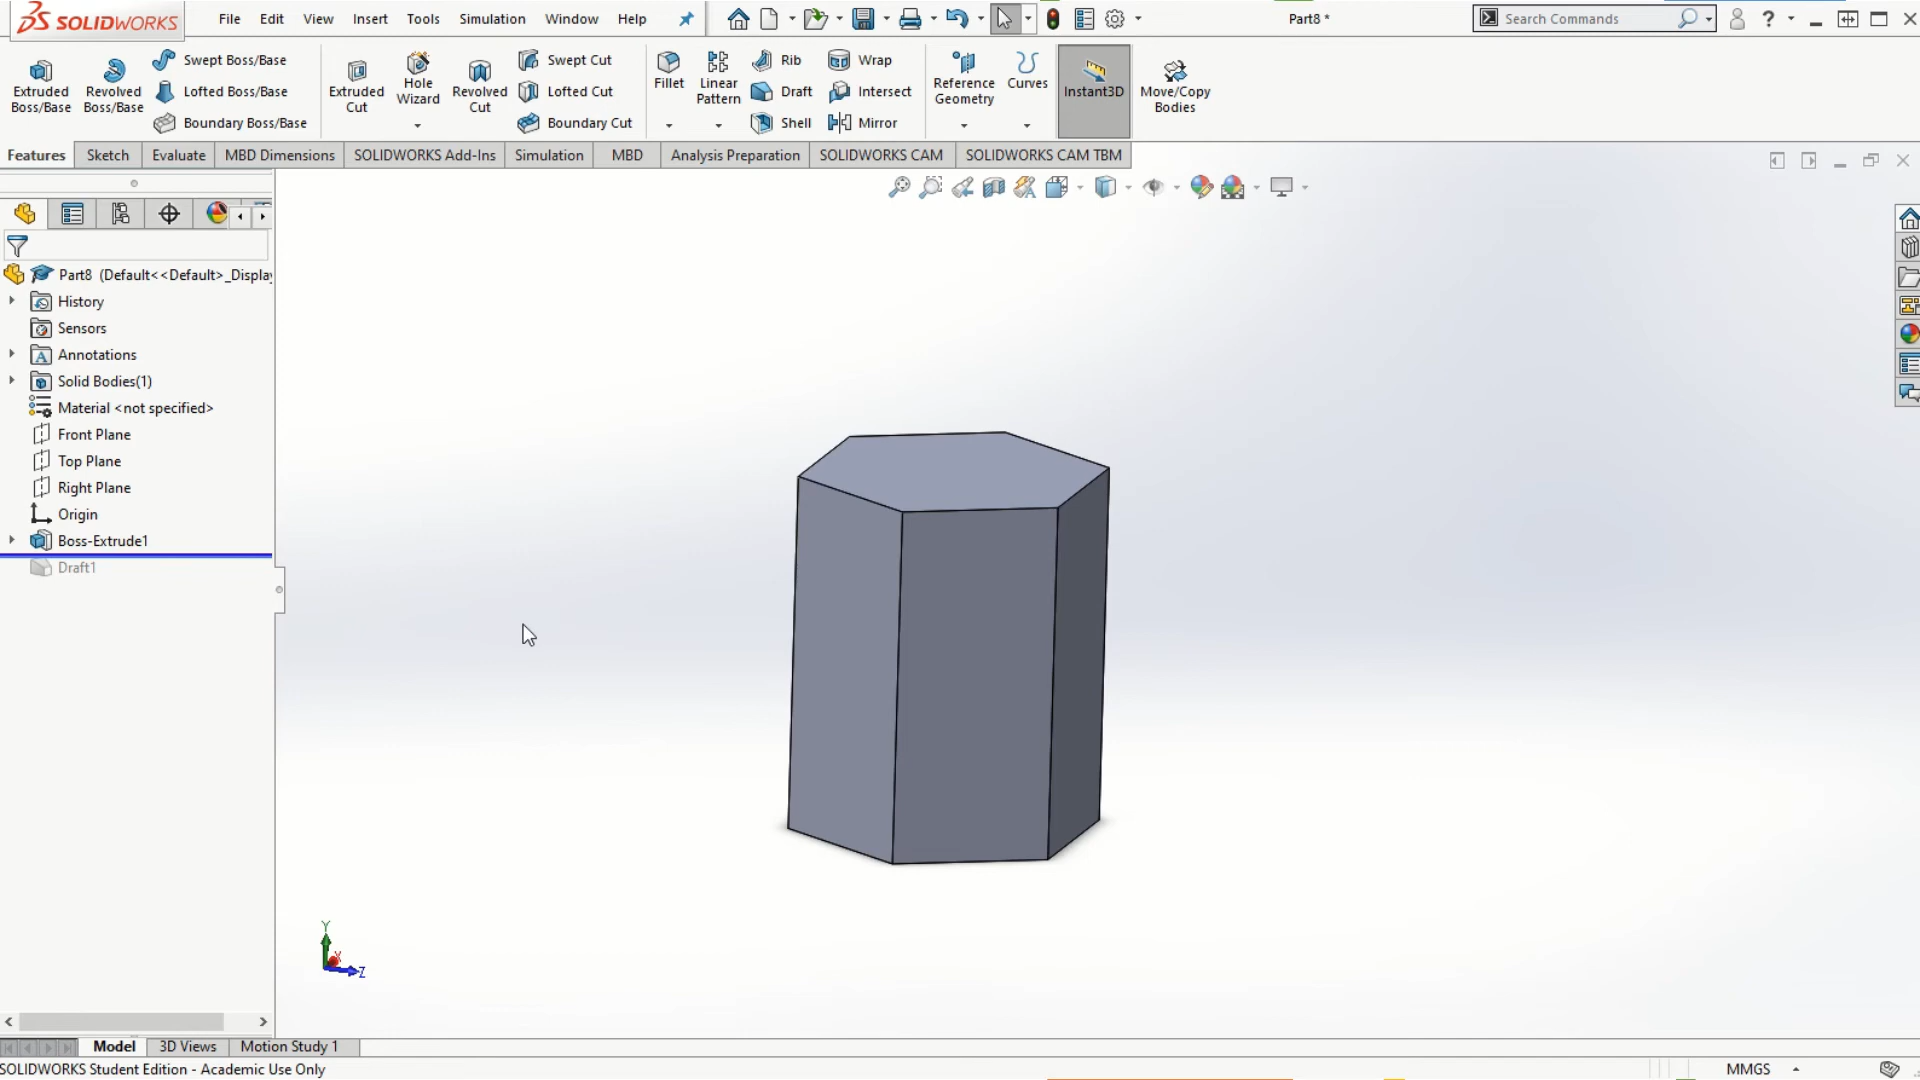 SOLIDWORKS
File Edit View Insert Tools Simulation Window Help
Part8 *
Search Commands
?
Extruded Boss/Base
Revolved Boss/Base
Swept Boss/Base
Lofted Boss/Base
Boundary Boss/Base
Extruded Cut
Hole Wizard
Revolved Cut
Swept Cut
Lofted Cut
Boundary Cut
Fillet
Linear Pattern
Rib
Draft
Shell
Wrap
Intersect
Mirror
Reference Geometry
Curves
Instant3D
Move/Copy Bodies
Features Sketch Evaluate MBD Dimensions SOLIDWORKS Add-Ins Simulation MBD Analysis Preparation SOLIDWORKS CAM SOLIDWORKS CAM TBM
Part8 (Default<<Default>_Displa
History
Sensors
Annotations
Solid Bodies(1)
Material <not specified>
Front Plane
Top Plane
Right Plane
Origin
Boss-Extrude1
Draft1
Y
X
Z
Model 3D Views Motion Study 1
SOLIDWORKS Student Edition - Academic Use Only
MMGS